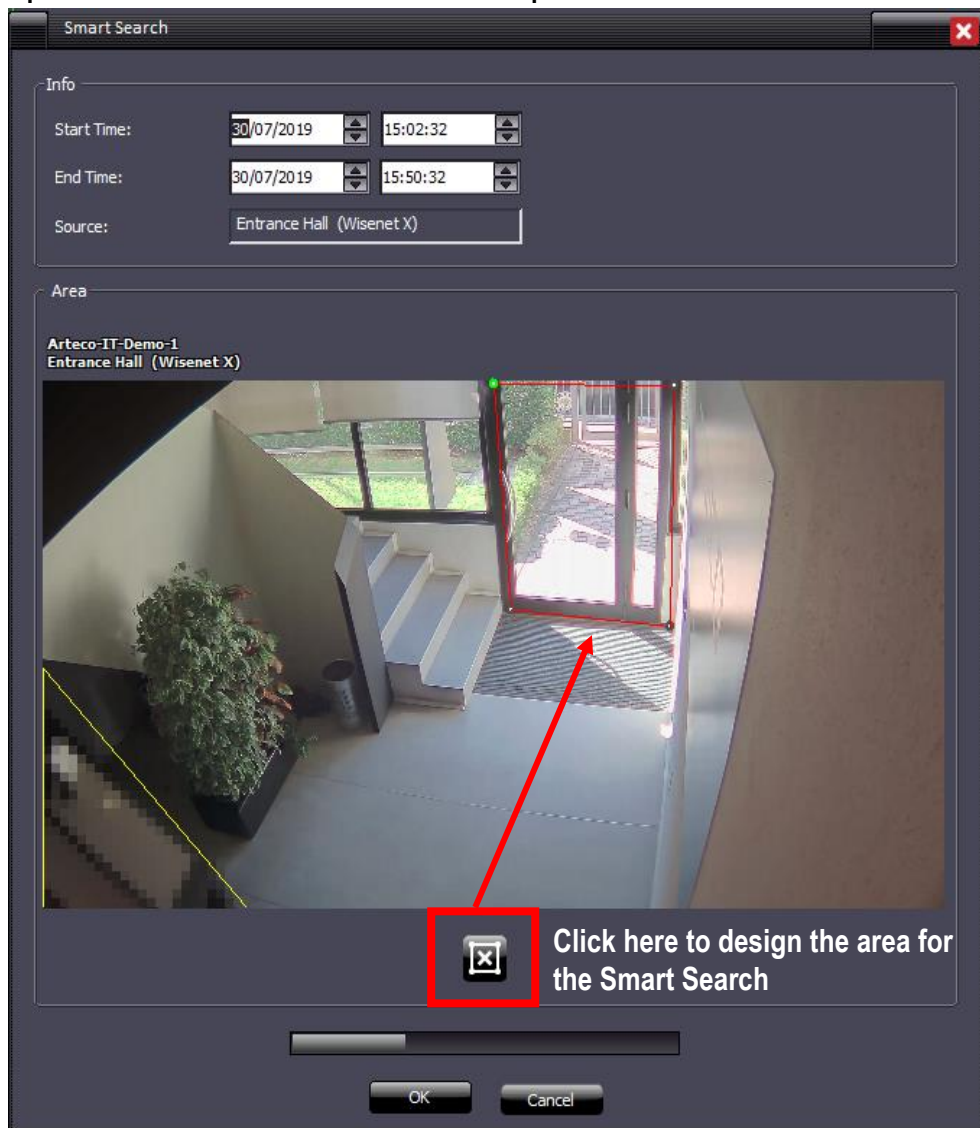 Smart Search
Info
Start Time:
30/07/2019
15:02:32
End Time:
30/07/2019
15:50:32
Source:
Entrance Hall (Wisenet X)
Area
Arteco-IT-Demo-1
Entrance Hall (Wisenet X)
Click here to design the area for
the Smart Search
OK
Cancel